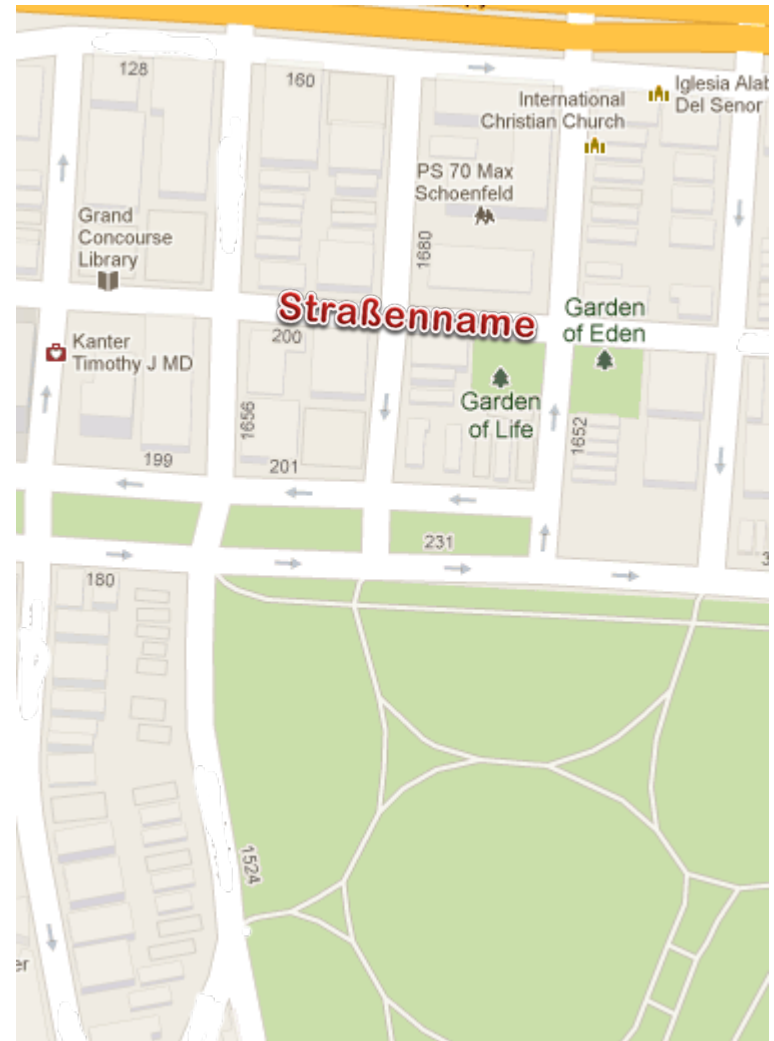 128
160
Iglesia Alab
Del Senor
International
Christian Church
PS 70 Max
Schoenfeld
Grand
Concourse
Library
1680
Straßenname
Garden
of Eden
200
Kanter
Timothy J MD
Garden
of Life
1656
1652
199
201
231
3
180
1524
er